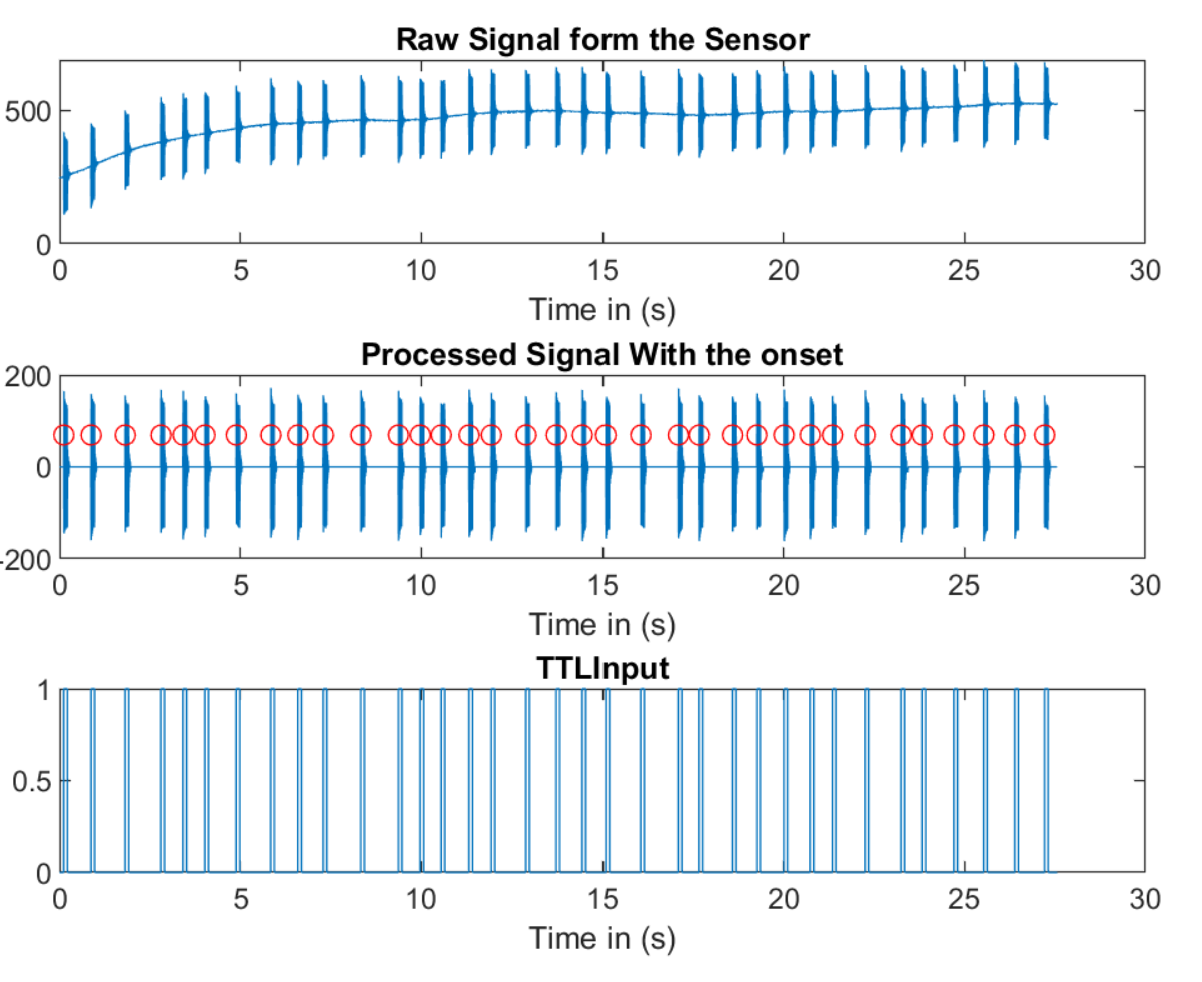 Raw Signal form the Sensor
500
0
0 5 10 15 20 25 30
Time in (s)
Processed Signal With the onset
200
0
-200
0 5 10 15 20 25 30
Time in (s)
TTLInput
1
0.5
0
0 5 10 15 20 25 30
Time in (s)